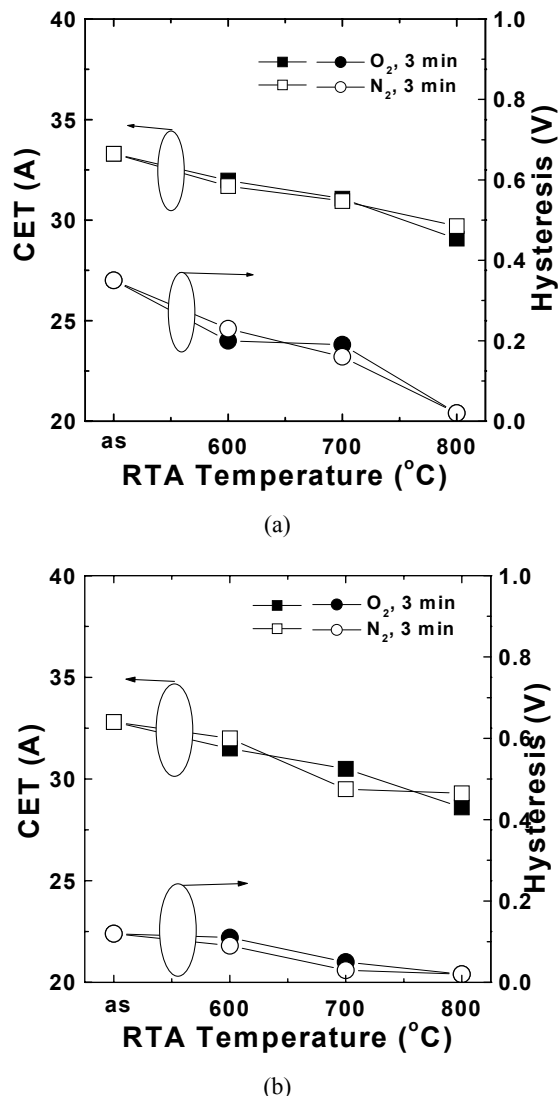 40
35
30
25
20
CET (A)
1.0
0.8
0.6
0.4
0.2
0.0
Hysteresis (V)
O2, 3 min
N2, 3 min
as 600 700 800
RTA Temperature (oC)
(a)
40
35
30
25
20
CET (A)
1.0
0.8
0.6
0.4
0.2
0.0
Hysteresis (V)
O2, 3 min
N2, 3 min
as 600 700 800
RTA Temperature (oC)
(b)